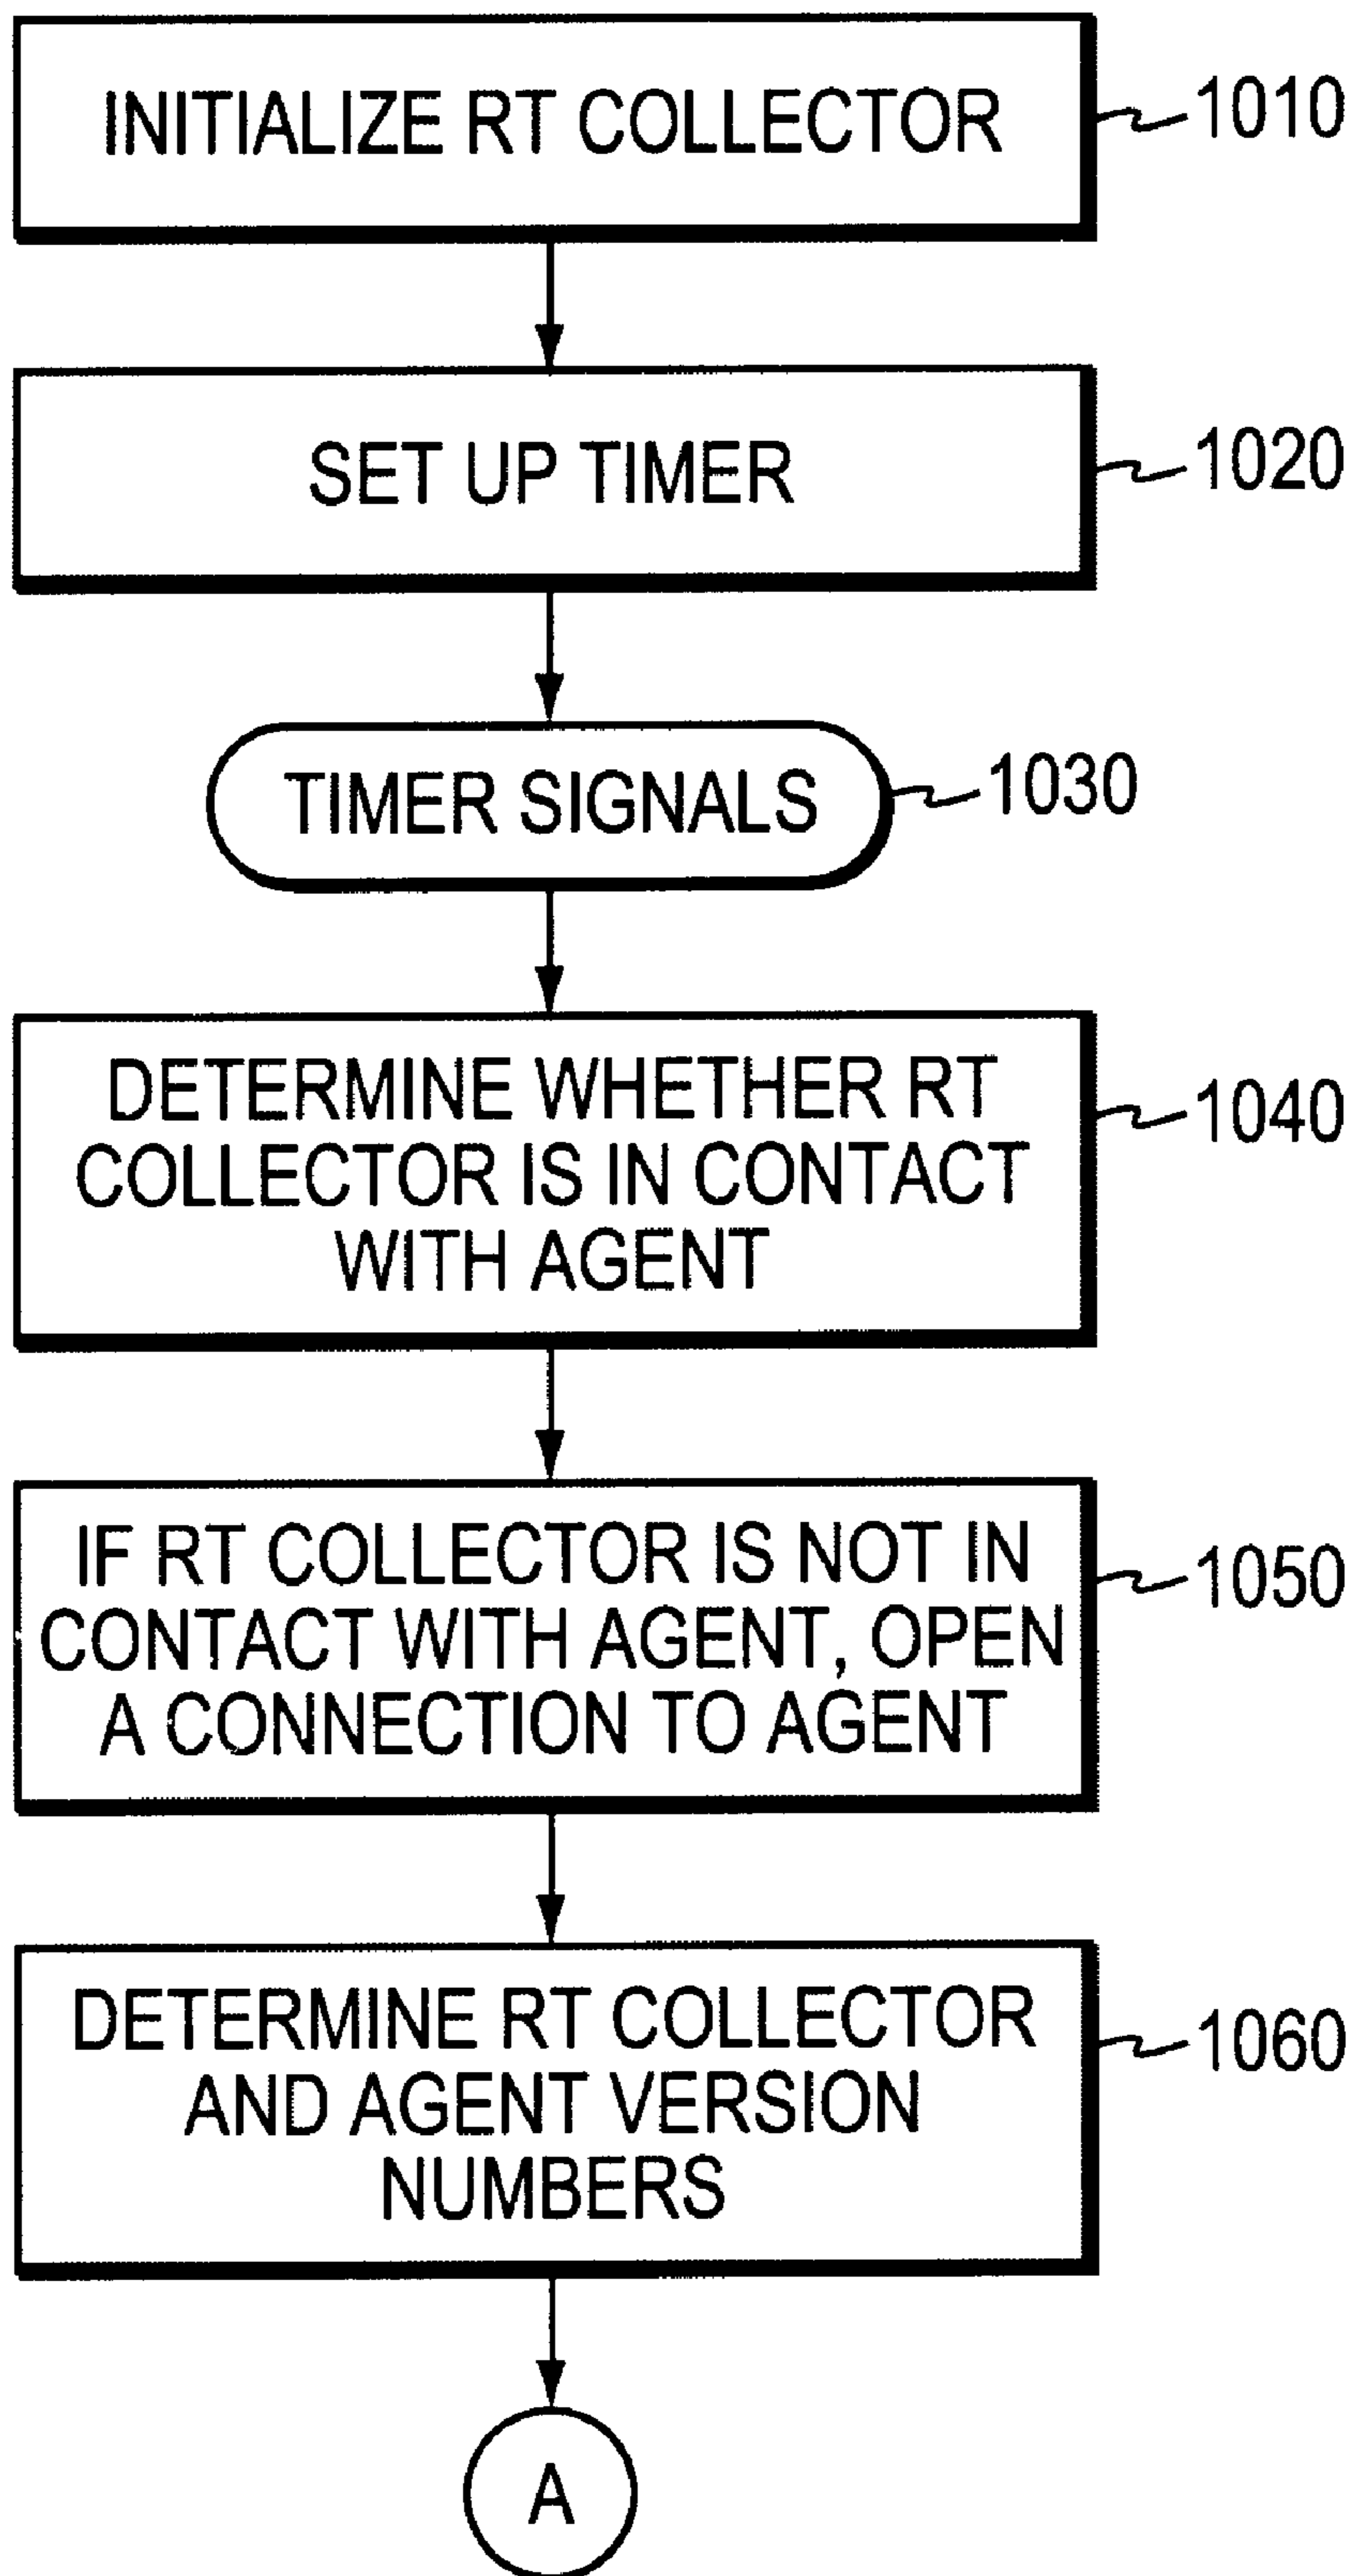 INITIALIZE RT COLLECTOR
1010
SET UP TIMER
1020
TIMER SIGNALS
1030
DETERMINE WHETHER RT
COLLECTOR IS IN CONTACT
WITH AGENT
1040
IF RT COLLECTOR IS NOT IN
CONTACT WITH AGENT, OPEN
A CONNECTION TO AGENT
1050
DETERMINE RT COLLECTOR
AND AGENT VERSION
NUMBERS
1060
A